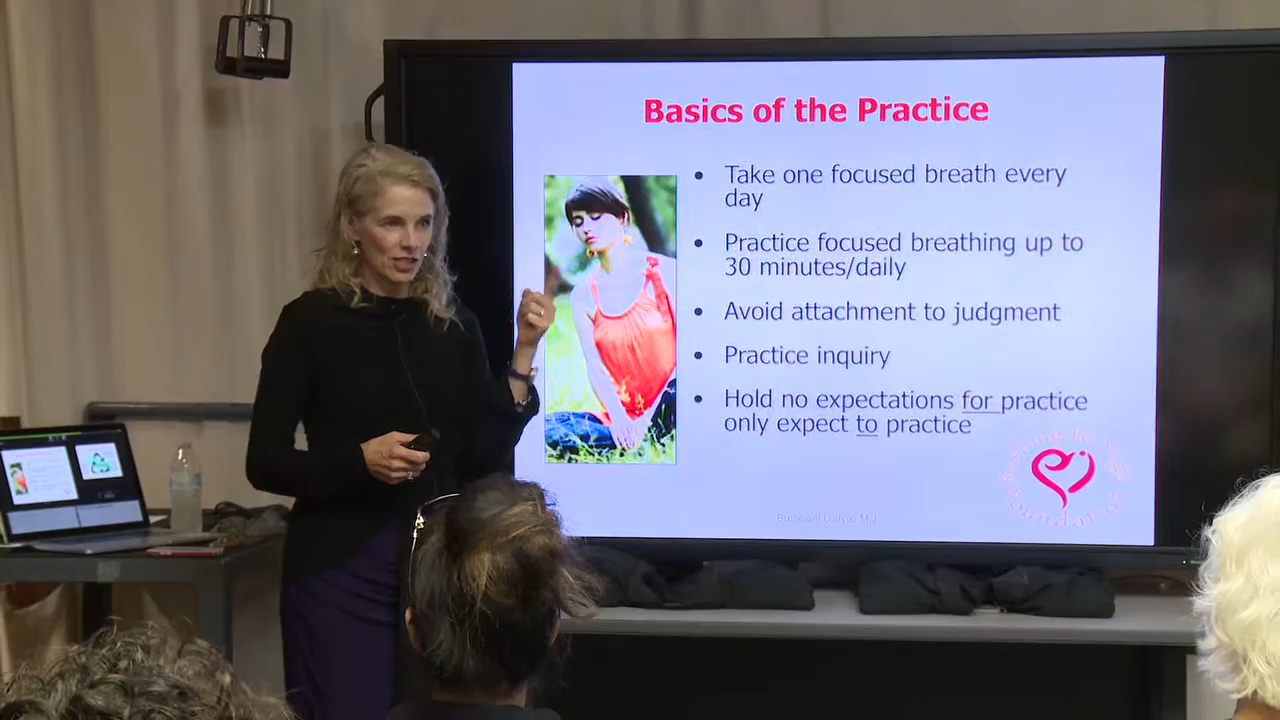 Basics of the Practice
• Take one focused breath every
day
• Practice focused breathing up to
30 minutes/daily
• Avoid attachment to judgment
• Practice inquiry
• Hold no expectations for practice
only expect to practice